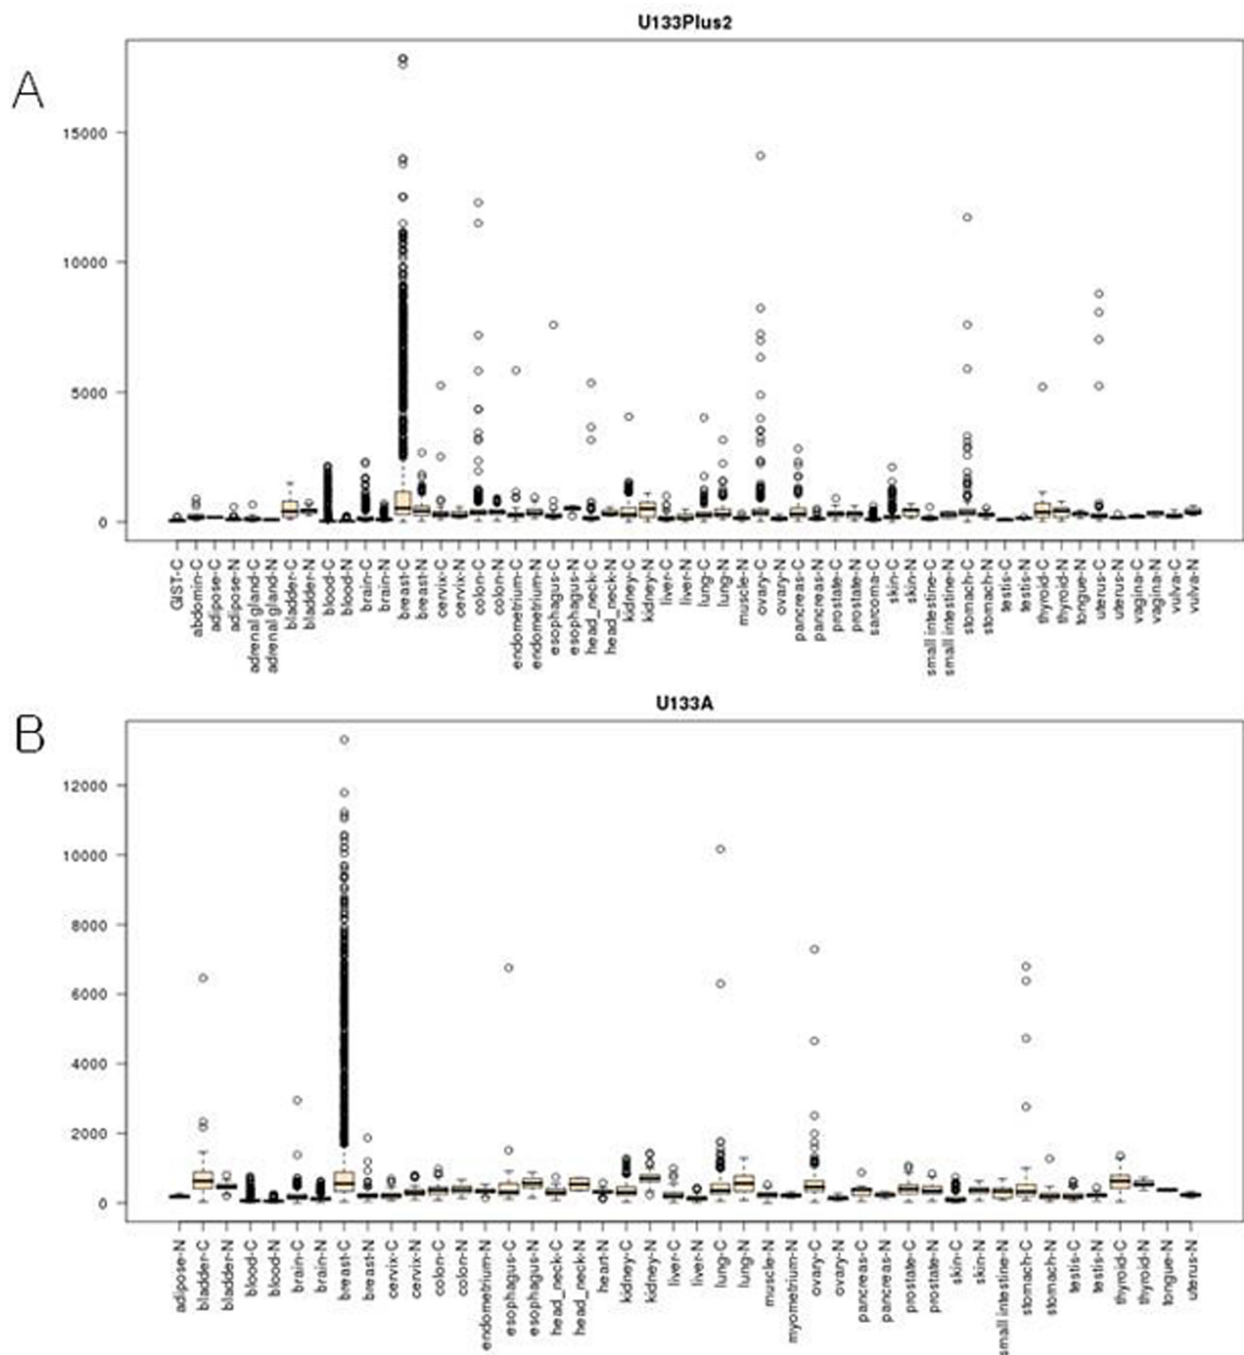 U133Plus2
A
15000
10000
5000
0
GIST-C
abdomin-C
adipose-C
adipose-N
adrenal gland-C
adrenal gland-N
bladder-C
bladder-N
blood-C
blood-N
brain-C
brain-N
breast-C
breast-N
cervix-C
cervix-N
colon-C
colon-N
endometrium-C
endometrium-N
esophagus-C
esophagus-N
head_neck-C
head_neck-N
kidney-C
kidney-N
liver-C
liver-N
lung-C
lung-N
muscle-N
ovary-C
ovary-N
pancreas-C
pancreas-N
prostate-C
prostate-N
sarcoma-C
skin-C
skin-N
small intestine-C
small intestine-N
stomach-C
stomach-N
testis-C
testis-N
thyroid-C
thyroid-N
tongue-N
uterus-C
uterus-N
vagina-C
vagina-N
vulva-C
vulva-N
U133A
B
12000
10000
8000
6000
4000
2000
0
adipose-N
bladder-C
bladder-N
blood-C
blood-N
brain-C
brain-N
breast-C
breast-N
cervix-C
cervix-N
colon-C
colon-N
endometrium-N
esophagus-C
esophagus-N
head_neck-C
head_neck-N
heart-N
kidney-C
kidney-N
liver-C
liver-N
lung-C
lung-N
muscle-N
myometrium-N
ovary-C
ovary-N
pancreas-C
pancreas-N
prostate-C
prostate-N
skin-C
skin-N
small intestine-N
stomach-C
stomach-N
testis-C
testis-N
thyroid-C
thyroid-N
tongue-N
uterus-N